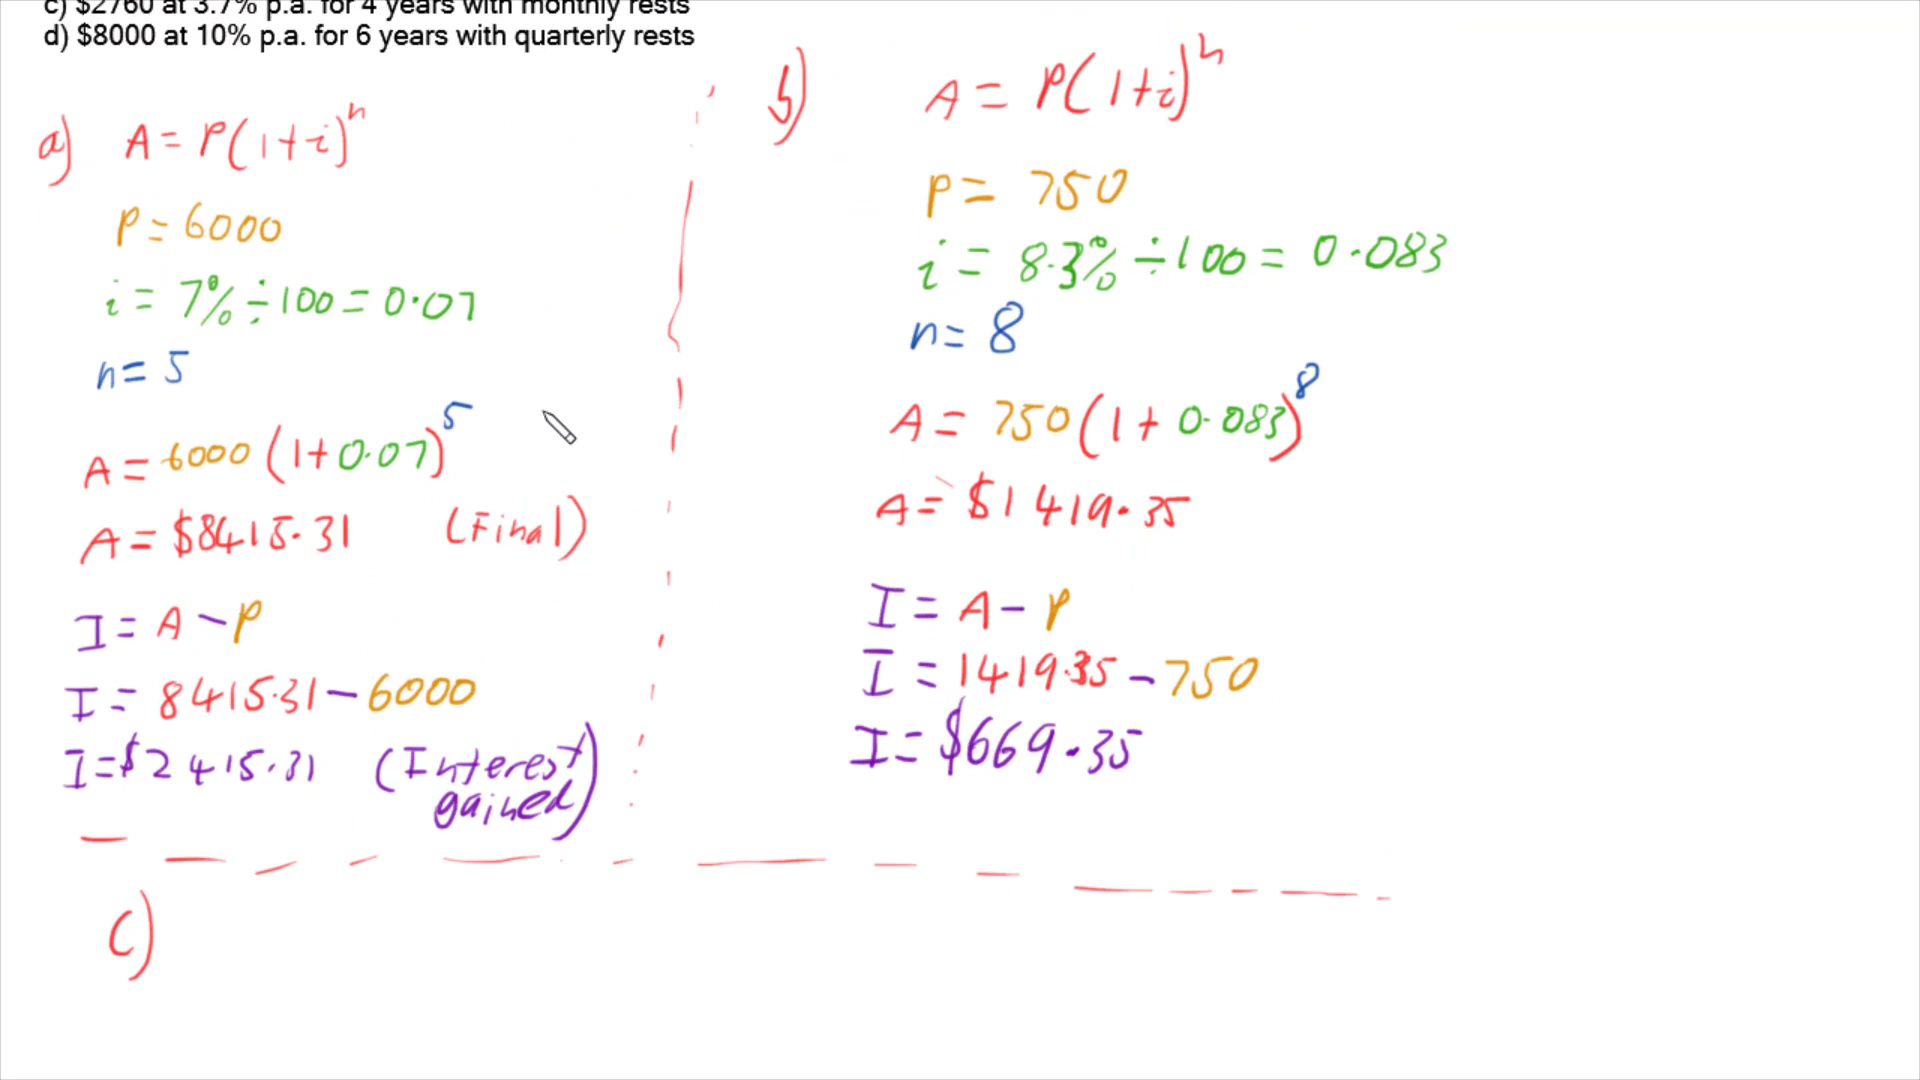 c) $2760 at 3.7% p.a. for 4 years with monthly rests
d) $8000 at 10% p.a. for 6 years with quarterly rests
a) A = P(1+i)^n
P = 6000
i = 7% ÷ 100 = 0.07
n = 5
A = 6000 (1+0.07)^5
A = $8415.31 (Final)
I = A - P
I = 8415.31 - 6000
I = $2415.31 (Interest
gained)
b) A = P(1+i)^n
P = 750
i = 8.3% ÷ 100 = 0.083
n = 8
A = 750 (1 + 0.083)^8
A = $1419.35
I = A - P
I = 1419.35 - 750
I = $669.35
c)